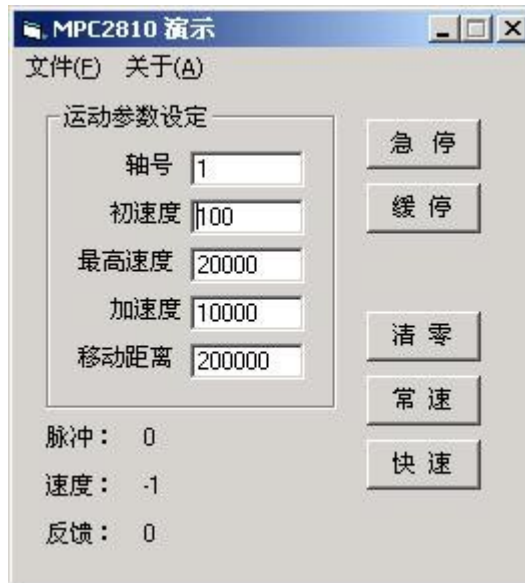 MPC2810 演示
文件(F) 关于(A)
运动参数设定
轴号 1
初速度 100
最高速度 20000
加速度 10000
移动距离 200000
急 停
缓 停
清 零
常 速
快 速
脉冲： 0
速度： -1
反馈： 0